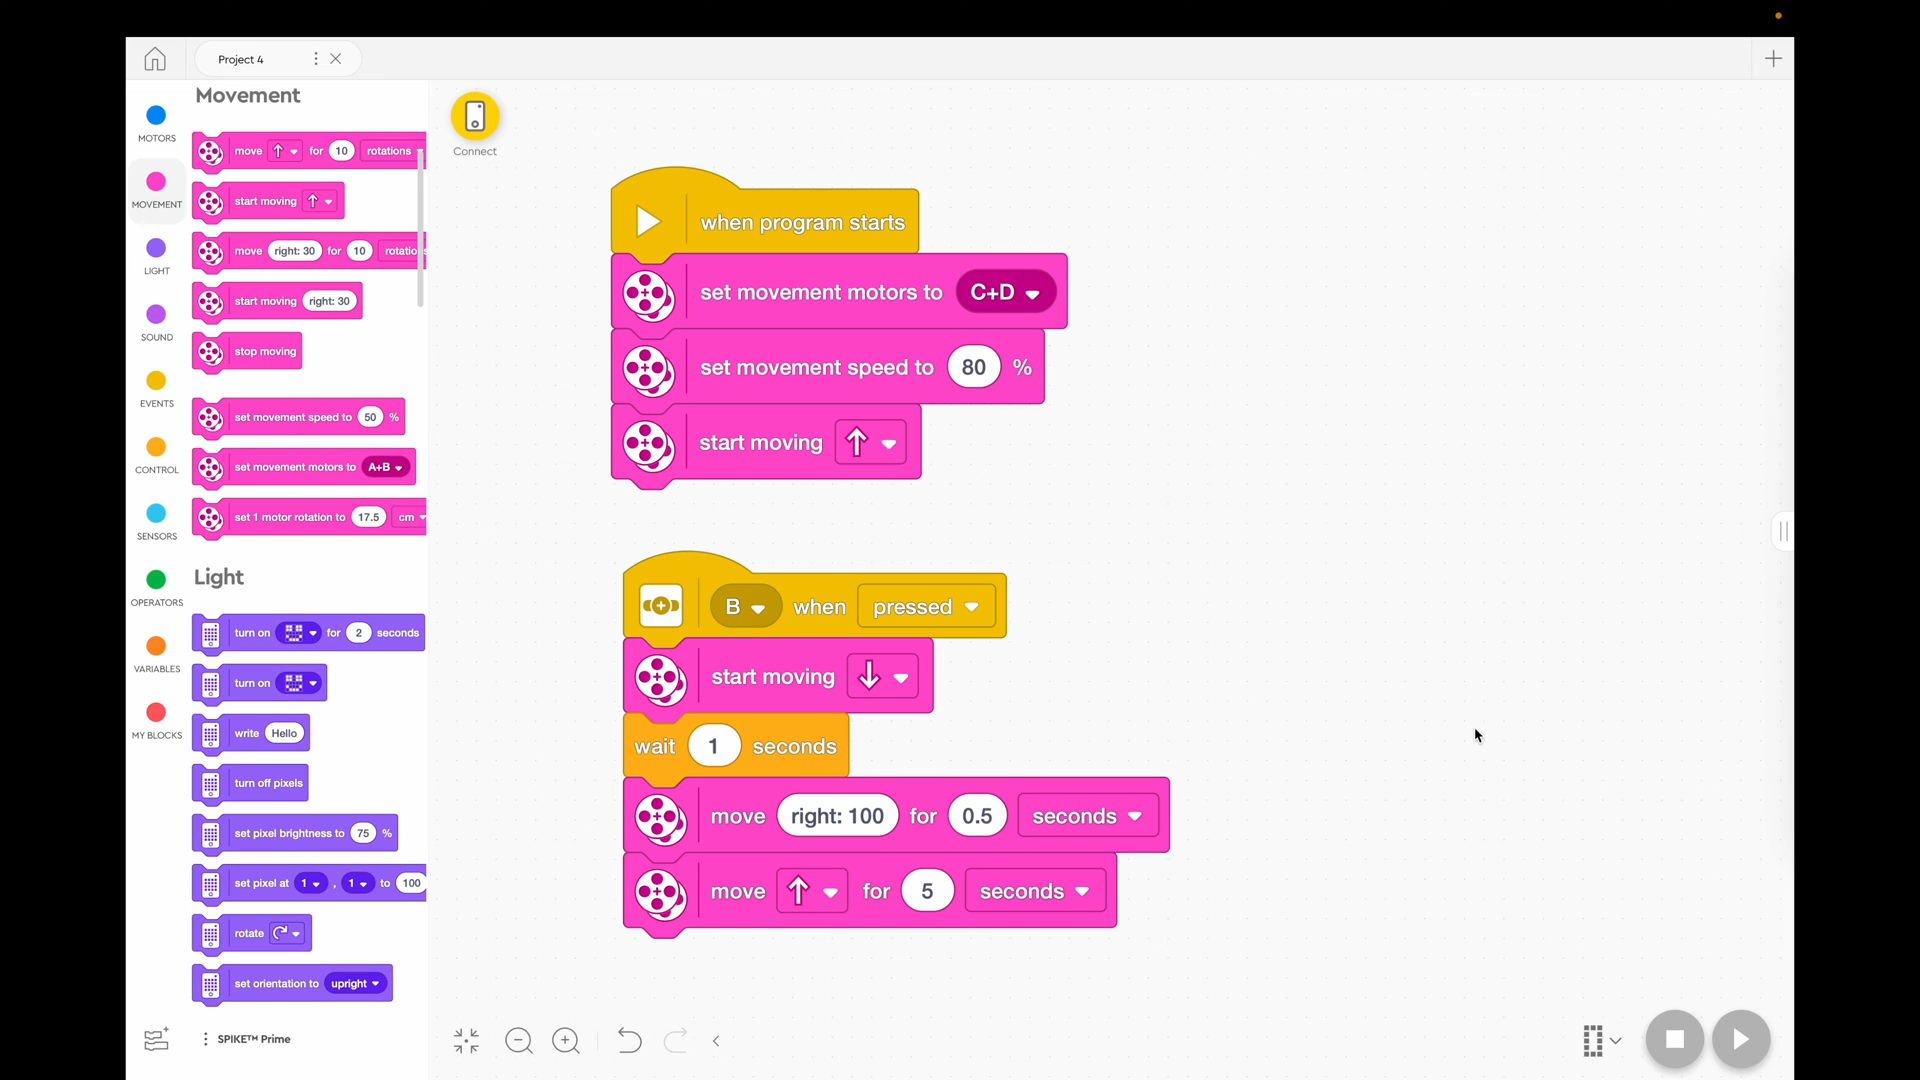 Project 4
MOTORS
MOVEMENT
LIGHT
SOUND
EVENTS
CONTROL
SENSORS
OPERATORS
VARIABLES
MY BLOCKS
Movement
move for 10 rotations
start moving
move right: 30 for 10 rotatio
start moving right: 30
stop moving
set movement speed to 50 %
set movement motors to A+B
set 1 motor rotation to 17.5 cm
Light
turn on for 2 seconds
turn on
write Hello
turn off pixels
set pixel brightness to 75 %
set pixel at 1 , 1 to 100
rotate
set orientation to upright
SPIKE™ Prime
Connect
when program starts
set movement motors to C+D
set movement speed to 80 %
start moving
B when pressed
start moving
wait 1 seconds
move right: 100 for 0.5 seconds
move for 5 seconds